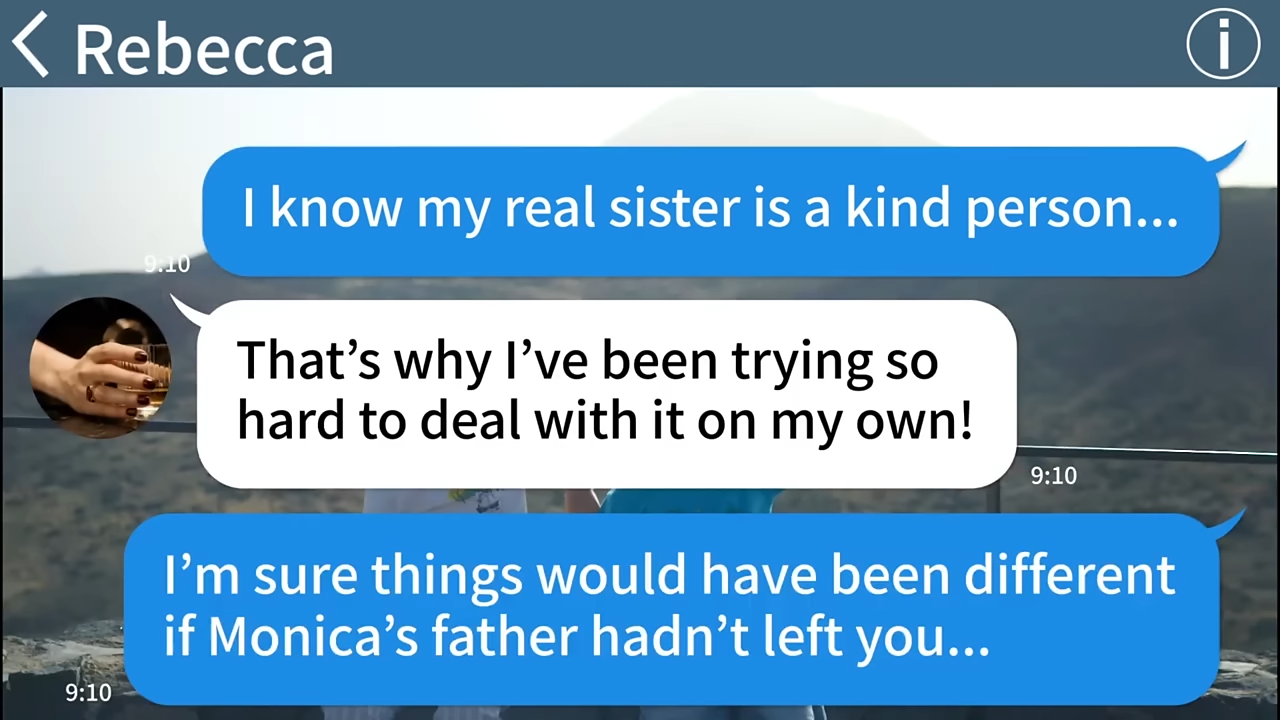 Rebecca
I know my real sister is a kind person...
9:10
That’s why I’ve been trying so
hard to deal with it on my own!
9:10
I’m sure things would have been different
if Monica’s father hadn’t left you...
9:10